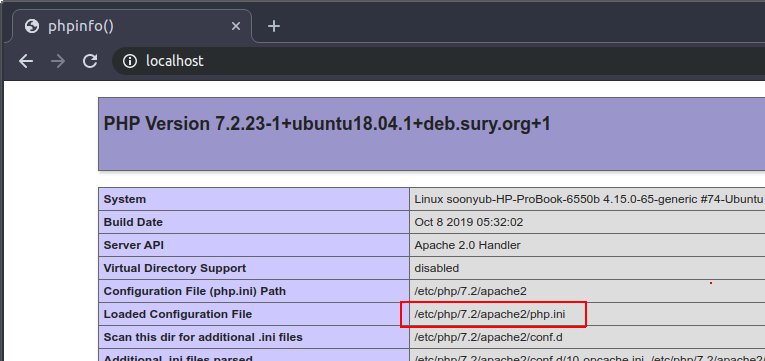 phpinfo()
localhost
PHP Version 7.2.23-1+ubuntu18.04.1+deb.sury.org+1
System Linux soonyub-HP-ProBook-6550b 4.15.0-65-generic #74-Ubuntu
Build Date Oct 8 2019 05:32:02
Server API Apache 2.0 Handler
Virtual Directory Support disabled
Configuration File (php.ini) Path /etc/php/7.2/apache2
Loaded Configuration File /etc/php/7.2/apache2/php.ini
Scan this dir for additional .ini files /etc/php/7.2/apache2/conf.d
Additional .ini files parsed /etc/php/7.2/apache2/conf.d/10-opcache.ini, /etc/php/7.2/apache2/